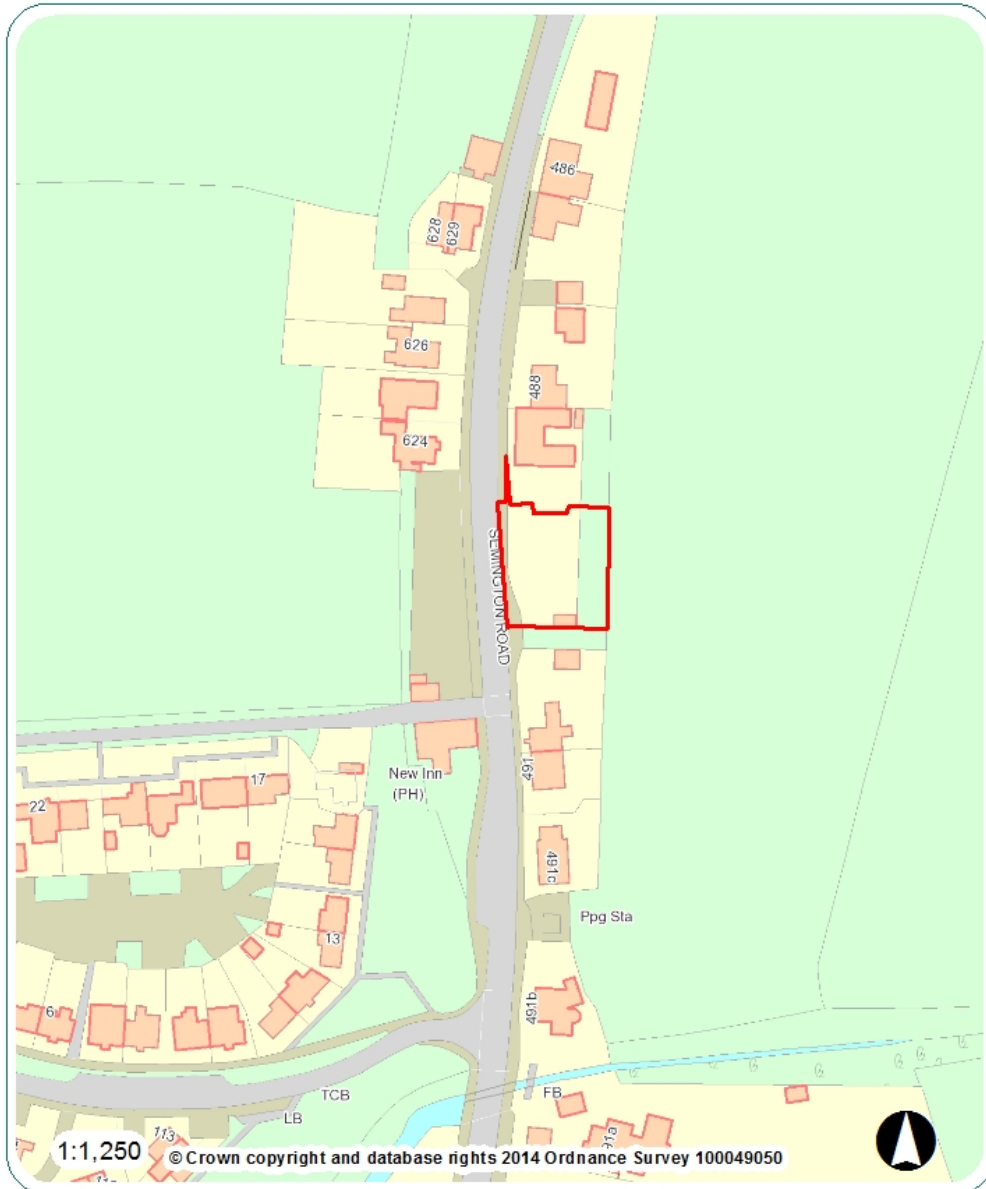 486
628
629
626
488
624
SEMINGTON ROAD
New Inn
(PH)
491
17
22
491c
Ppg Sta
13
491b
6
TCB
FB
LB
113
91a
1:1,250
© Crown copyright and database rights 2014 Ordnance Survey 100049050